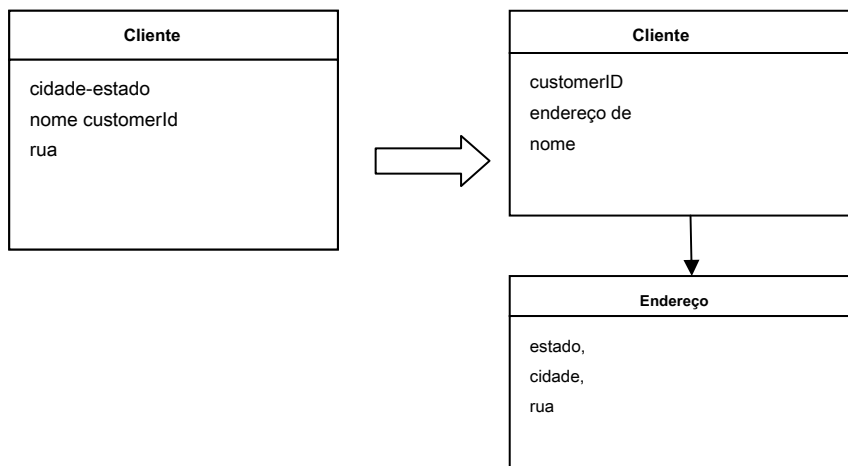 Cliente
cidade-estado
nome customerId
rua
Cliente
customerID
endereço de
nome
Endereço
estado,
cidade,
rua